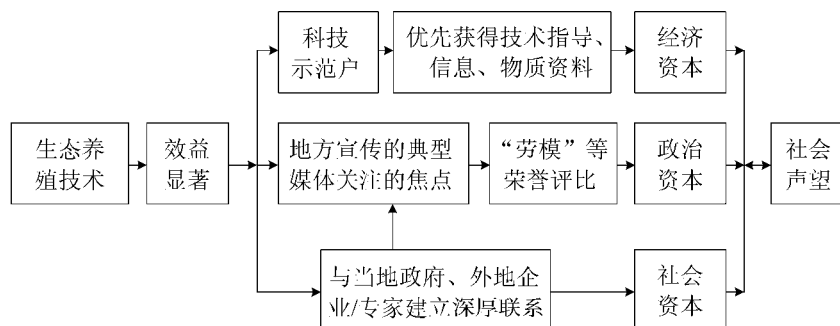 科技
示范户
优先获得技术指导、
信息、物质资料
经济
资本
生态养
殖技术
效益
显著
地方宣传的典型
媒体关注的焦点
“劳模”等
荣誉评比
政治
资本
社会
声望
与当地政府、外地企
业/专家建立深厚联系
社会
资本